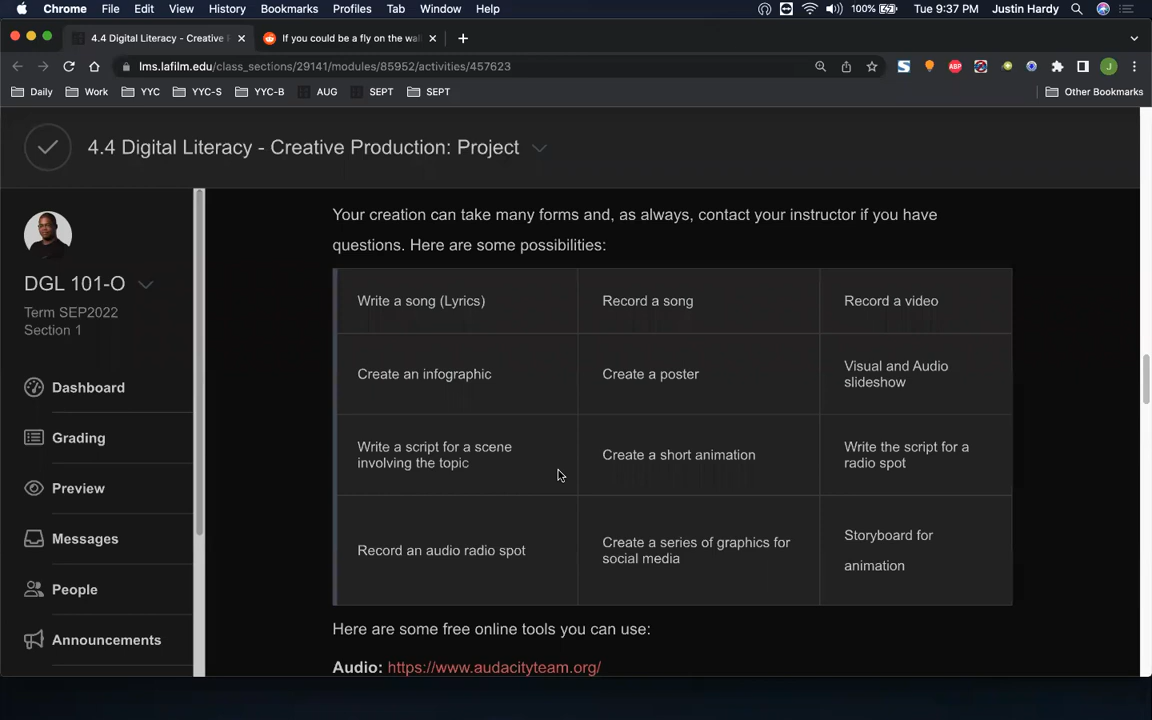 Chrome File Edit View History Bookmarks Profiles Tab Window Help 100% Tue 9:37 PM Justin Hardy
4.4 Digital Literacy - Creative If you could be a fly on the wal
lms.lafilm.edu/class_sections/29141/modules/85952/activities/457623 ABP J
Daily Work YYC YYC-S YYC-B AUG SEPT SEPT Other Bookmarks
4.4 Digital Literacy - Creative Production: Project
DGL 101-O
Term SEP2022
Section 1
Dashboard
Grading
Preview
Messages
People
Announcements
Your creation can take many forms and, as always, contact your instructor if you have
questions. Here are some possibilities:
Write a song (Lyrics) Record a song Record a video
Create an infographic Create a poster Visual and Audio
slideshow
Write a script for a scene
involving the topic
Create a short animation
Write the script for a
radio spot
Record an audio radio spot
Create a series of graphics for
social media
Storyboard for
animation
Here are some free online tools you can use:
Audio: https://www.audacityteam.org/